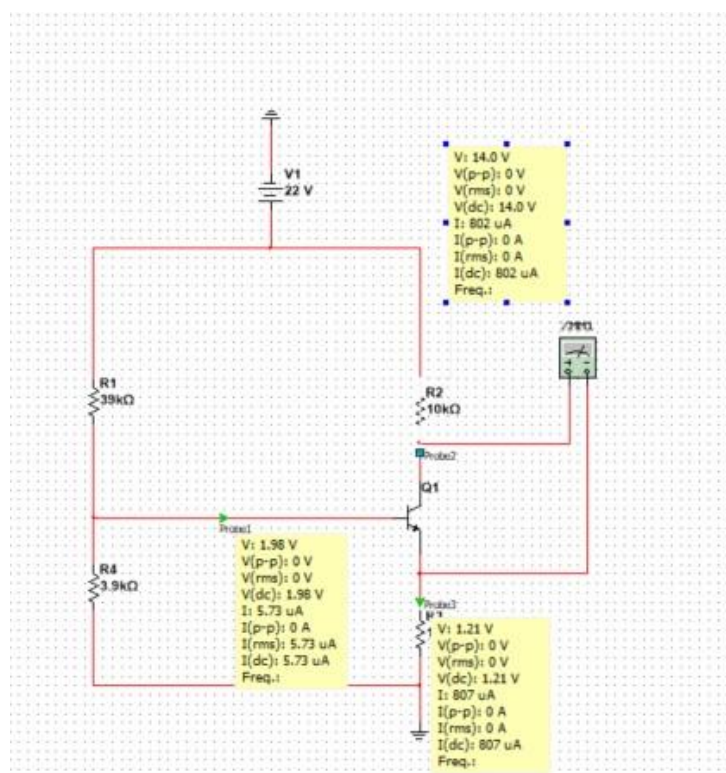 V1
22 V
V: 14.0 V
V(p-p): 0 V
V(rms): 0 V
V(dc): 14.0 V
I: 802 uA
I(p-p): 0 A
I(rms): 0 A
I(dc): 802 uA
Freq.:
R1
39kΩ
R2
10kΩ
Probe2
Q1
Probe1
V: 1.98 V
V(p-p): 0 V
V(rms): 0 V
V(dc): 1.98 V
I: 5.73 uA
I(p-p): 0 A
I(rms): 5.73 uA
I(dc): 5.73 uA
Freq.:
R4
3.9kΩ
Probe3
V: 1.21 V
V(p-p): 0 V
V(rms): 0 V
V(dc): 1.21 V
I: 807 uA
I(p-p): 0 A
I(rms): 0 A
I(dc): 807 uA
Freq.: